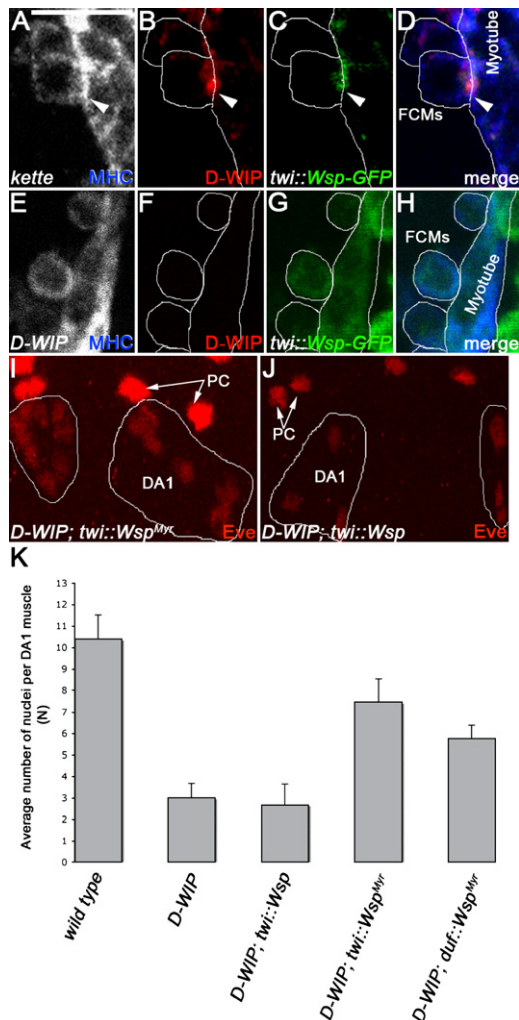 A
kette
MHC
B
D-WIP
C
twi::Wsp-GFP
D
Myotube
FCMs
merge
E
D-WIP
MHC
F
D-WIP
G
twi::Wsp-GFP
H
FCMs
Myotube
merge
I
PC
DA1
D-WIP; twi::Wsp^Myr
Eve
J
PC
DA1
D-WIP; twi::Wsp
Eve
K
Average number of nuclei per DA1 muscle
(N)
13
12
11
10
9
8
7
6
5
4
3
2
1
0
wild type
D-WIP
D-WIP; twi::Wsp
D-WIP; twi::Wsp^Myr
D-WIP; duf::Wsp^Myr